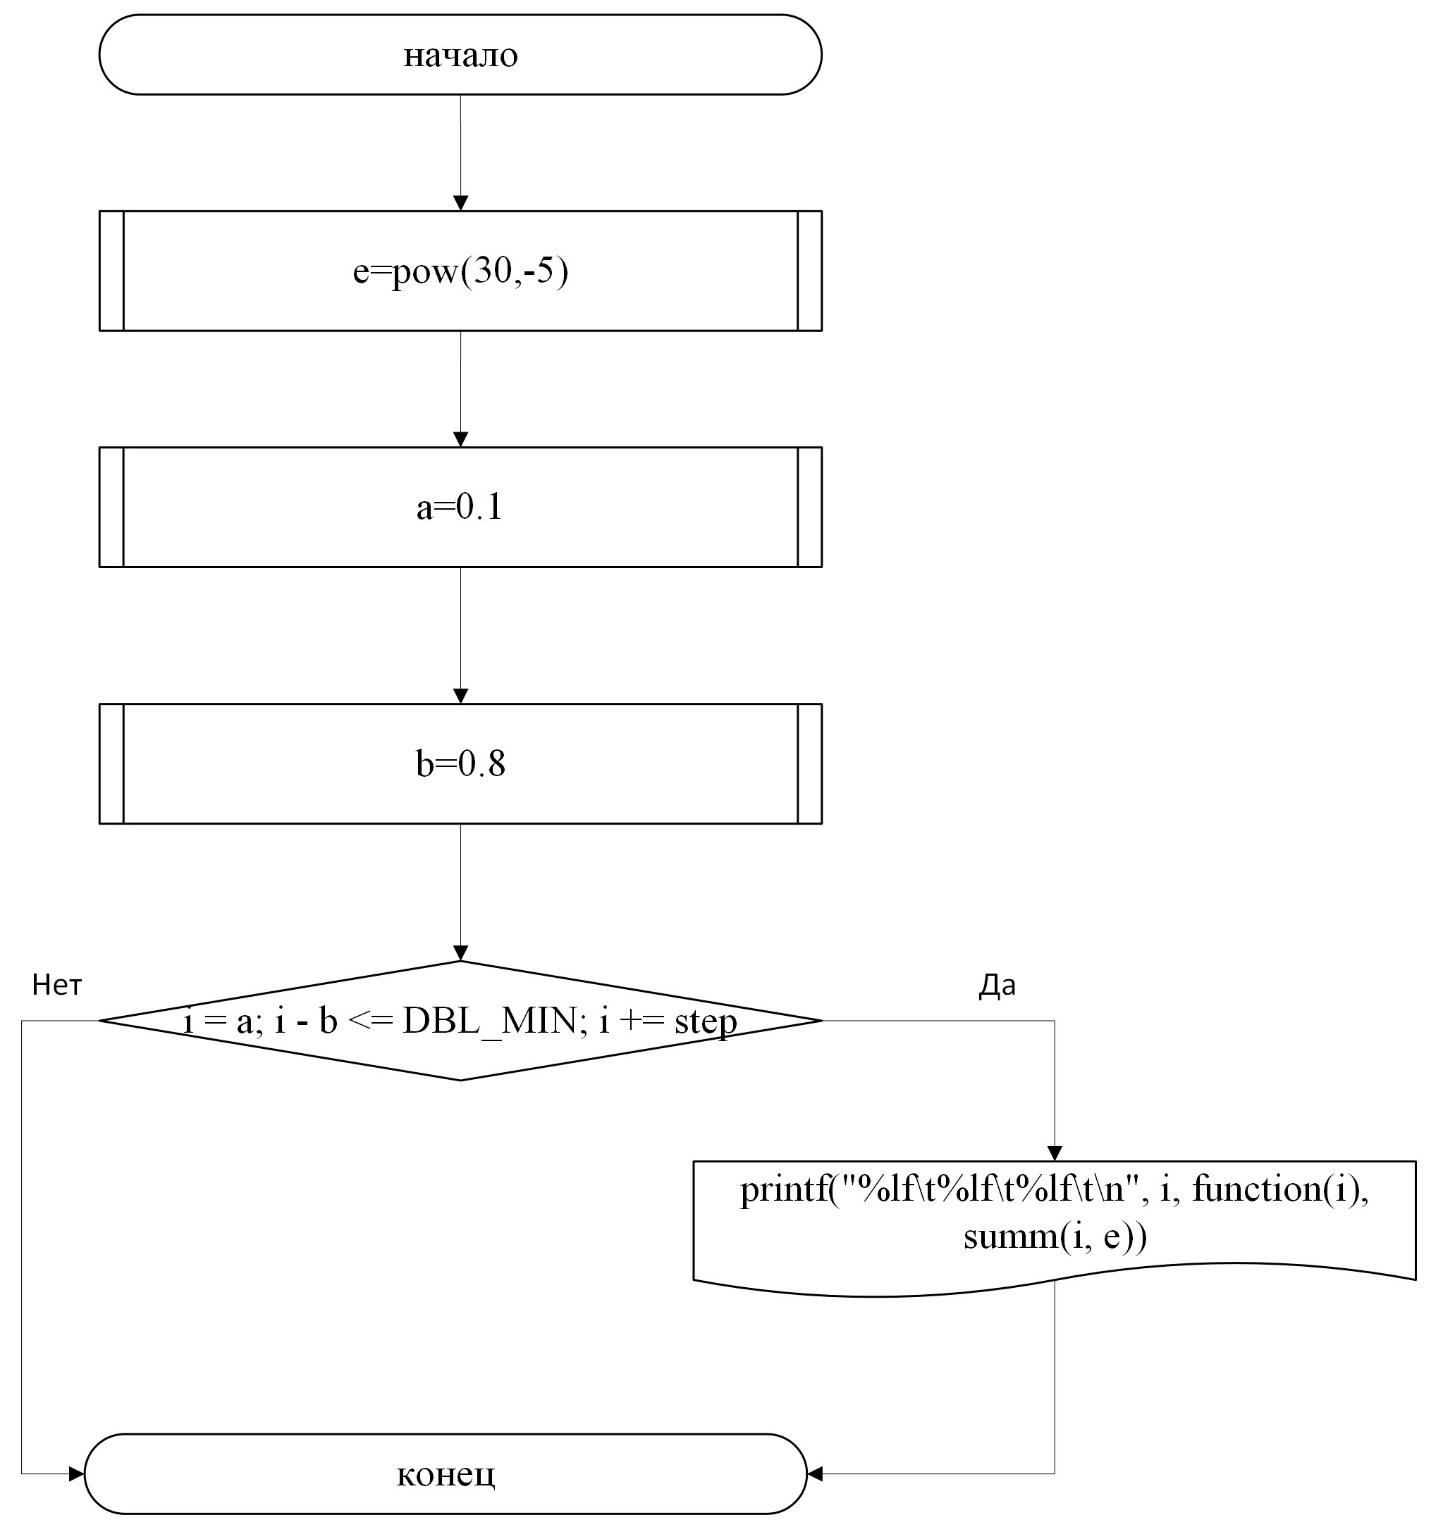 начало
e=pow(30,-5)
a=0.1
b=0.8
Нет
Да
i = a; i - b <= DBL_MIN; i += step
printf("%lf\t%lf\t%lf\t\n", i, function(i),
summ(i, e))
конец